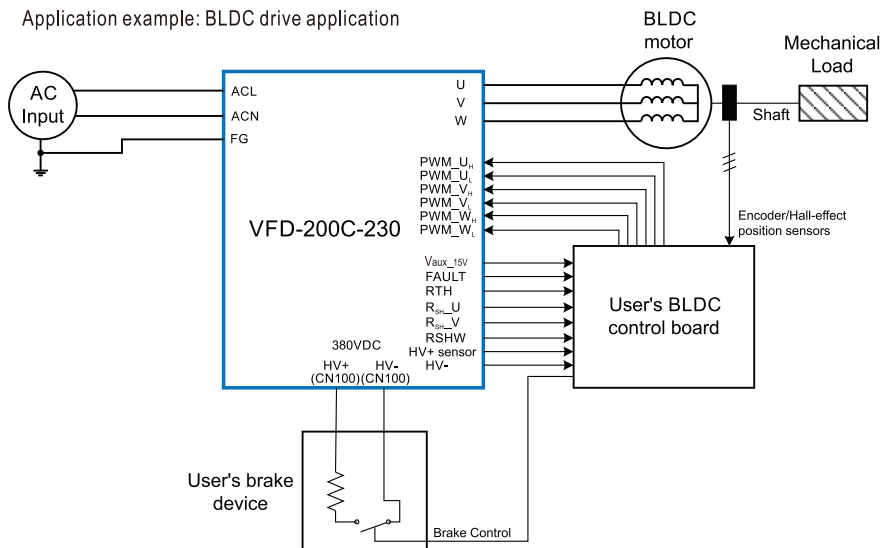 Application example: BLDC drive application
BLDC
motor
Mechanical
Load
AC
Input
ACL
ACN
FG
U
V
W
Shaft
PWM_UH
PWM_UL
PWM_VH
PWM_VL
PWM_WH
PWM_WL
VFD-200C-230
Encoder/Hall-effect
position sensors
Vaux_15V
FAULT
RTH
RSH_U
RSH_V
RSHW
HV+ sensor
HV-
User's BLDC
control board
380VDC
HV+ HV-
(CN100)(CN100)
User's brake
device
Brake Control